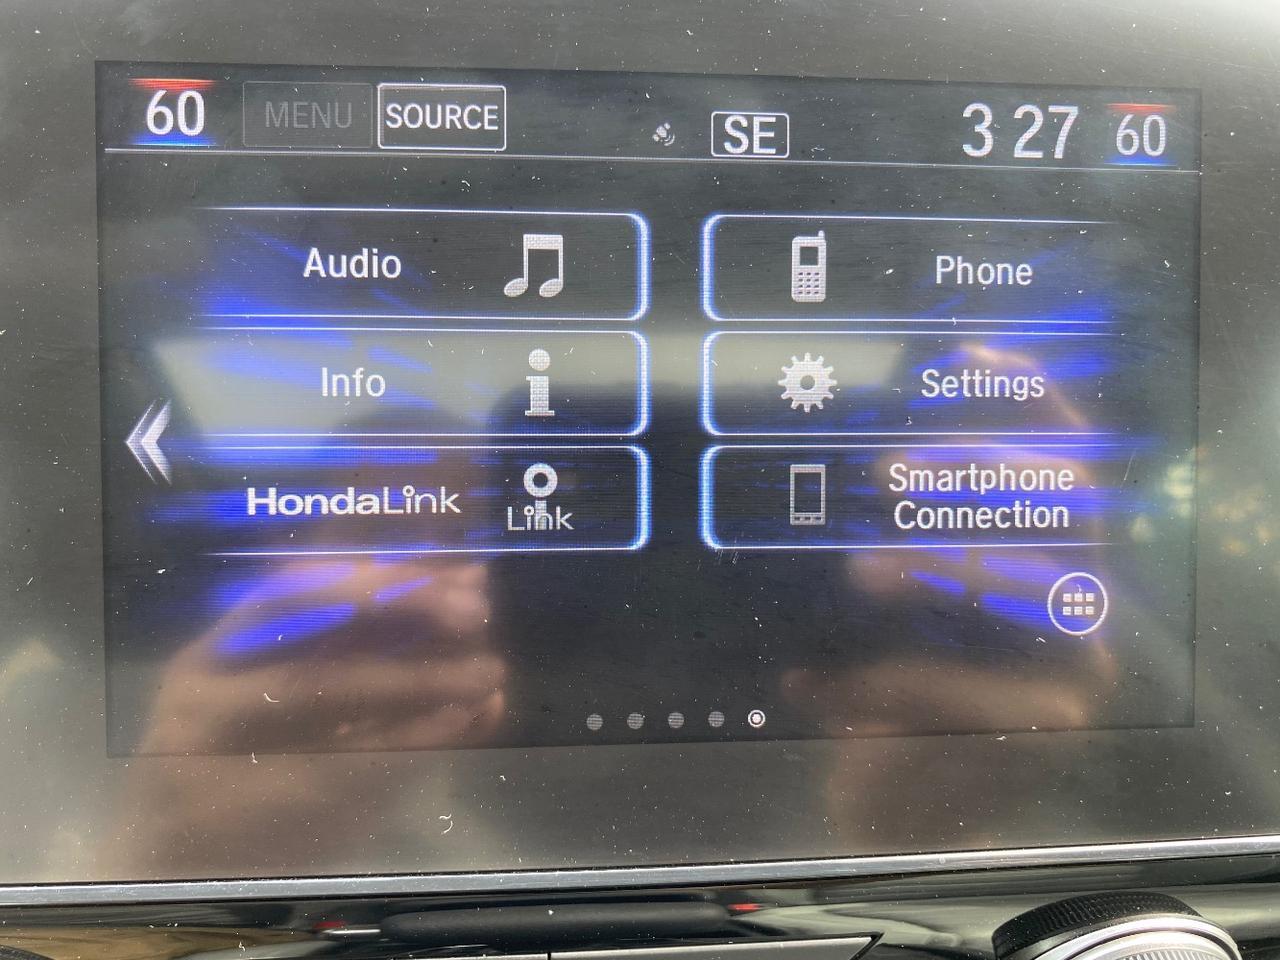 60 MENU SOURCE SE 3 27 60
Audio
Phone
Info
Settings
HondaLink
Link
Smartphone
Connection